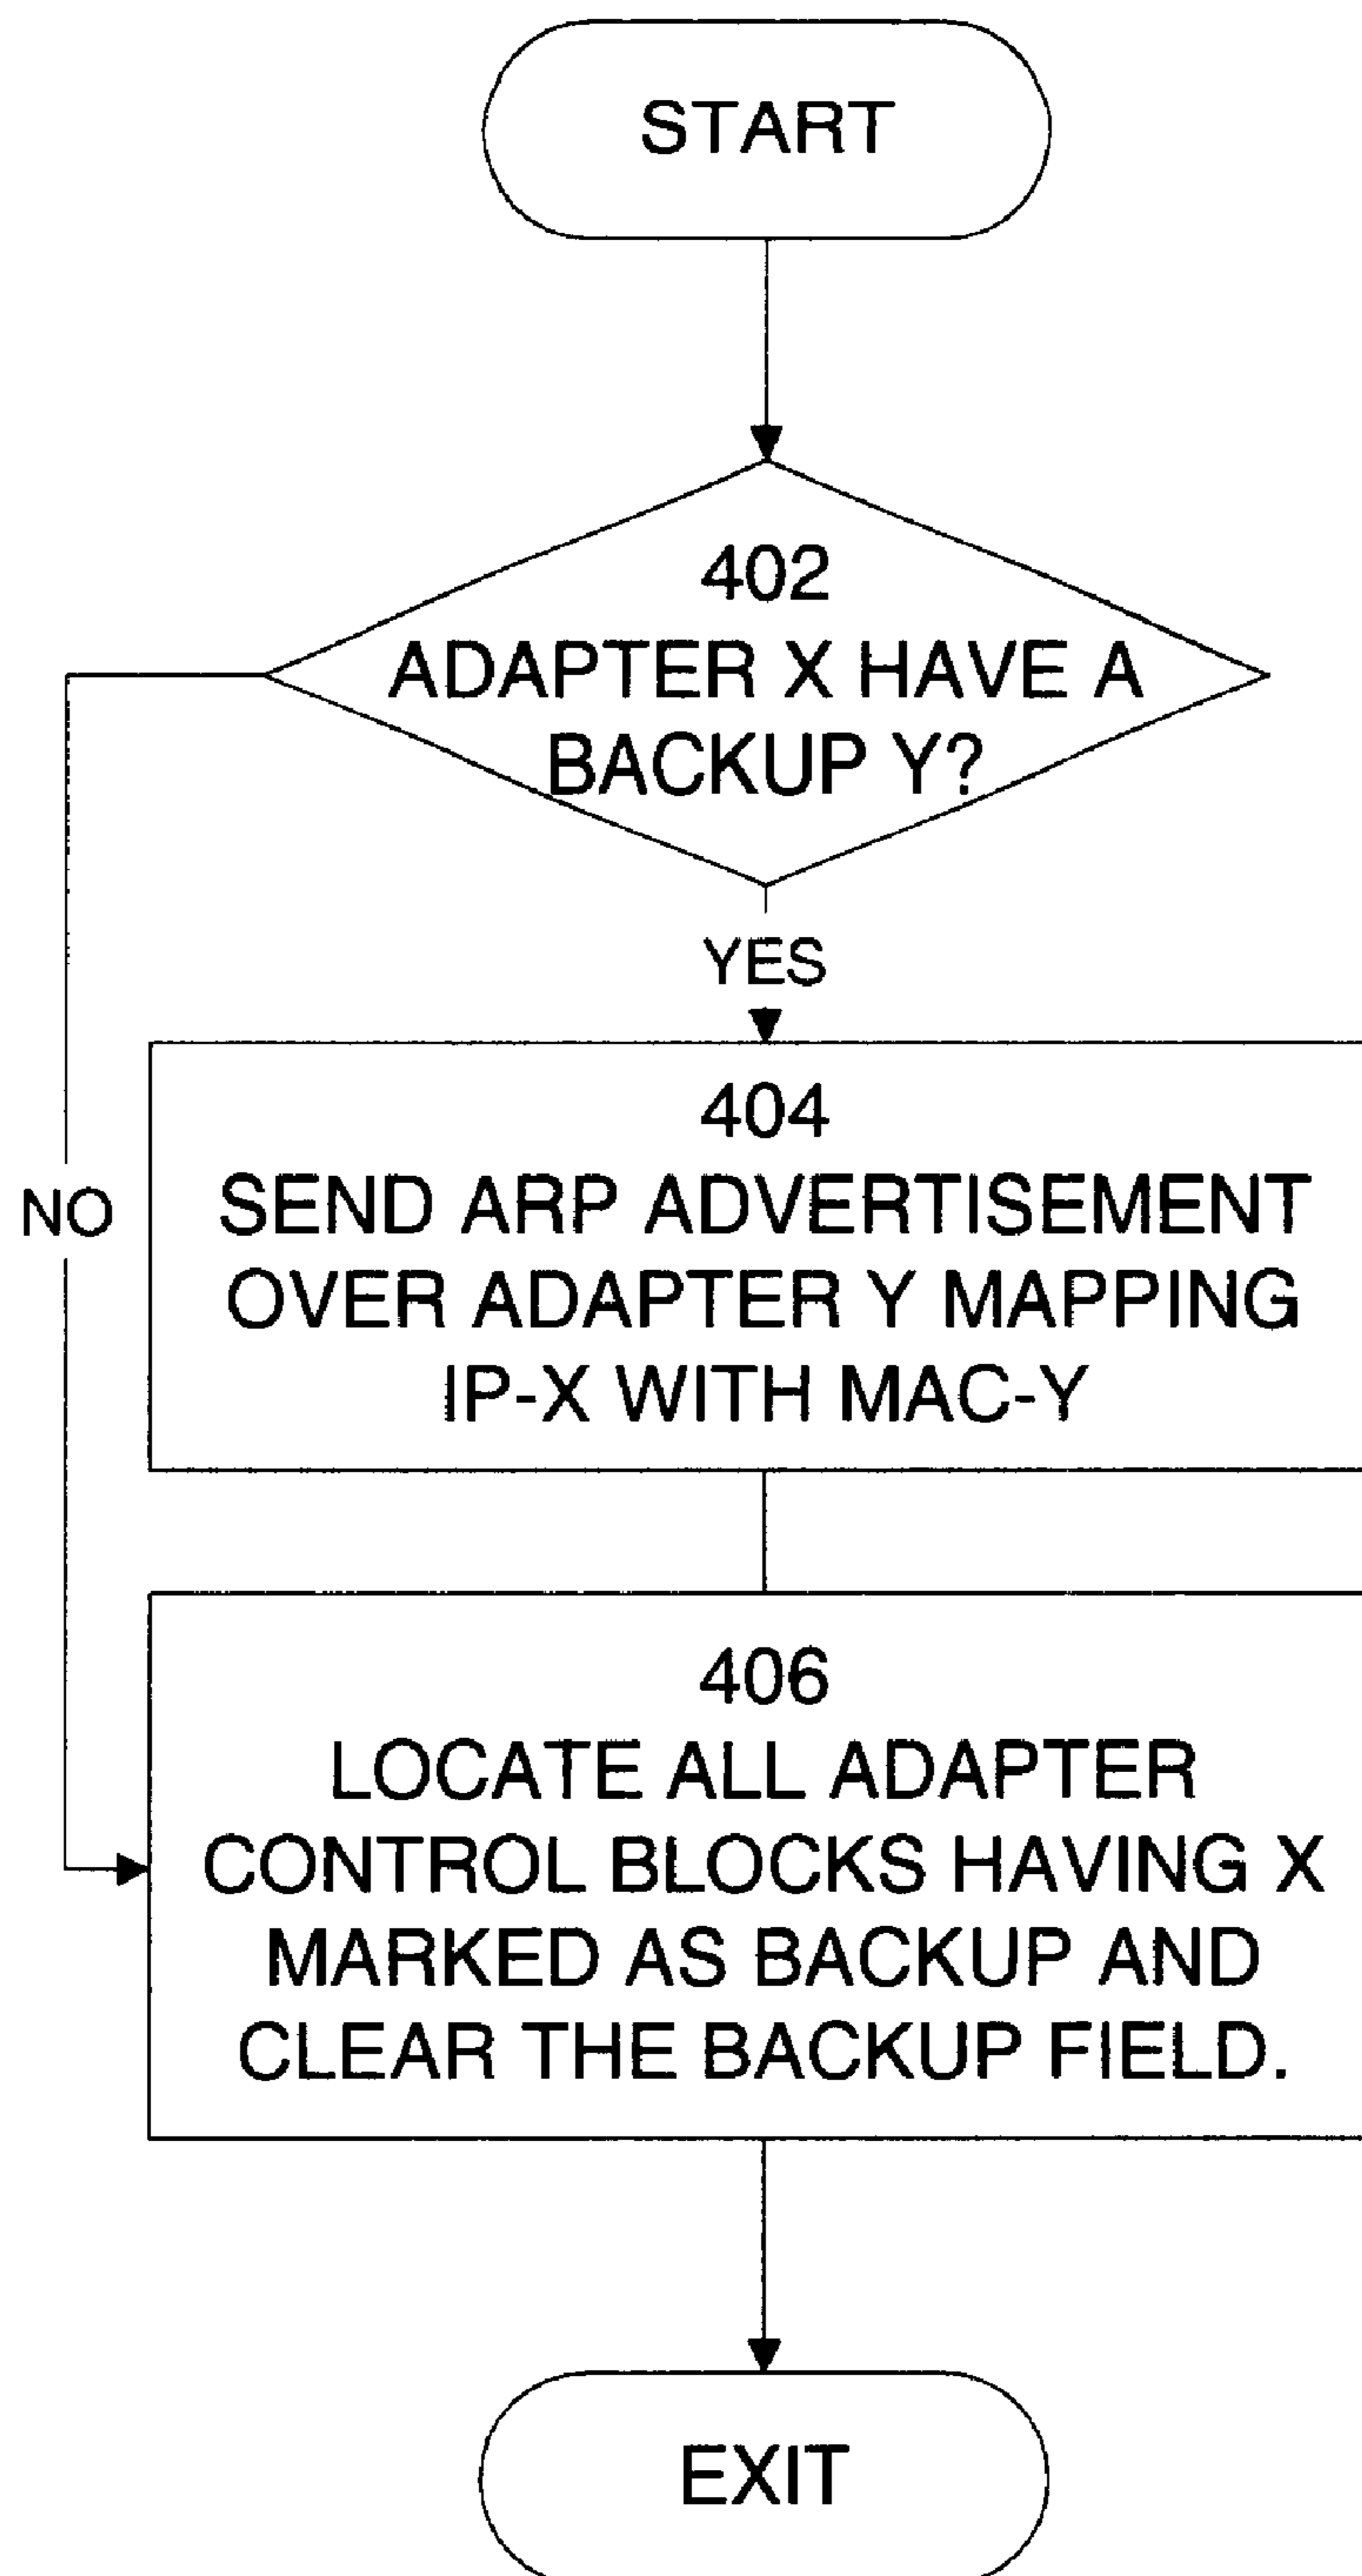 START
402
ADAPTER X HAVE A
BACKUP Y?
YES
404
SEND ARP ADVERTISEMENT
OVER ADAPTER Y MAPPING
IP-X WITH MAC-Y
NO
406
LOCATE ALL ADAPTER
CONTROL BLOCKS HAVING X
MARKED AS BACKUP AND
CLEAR THE BACKUP FIELD.
EXIT